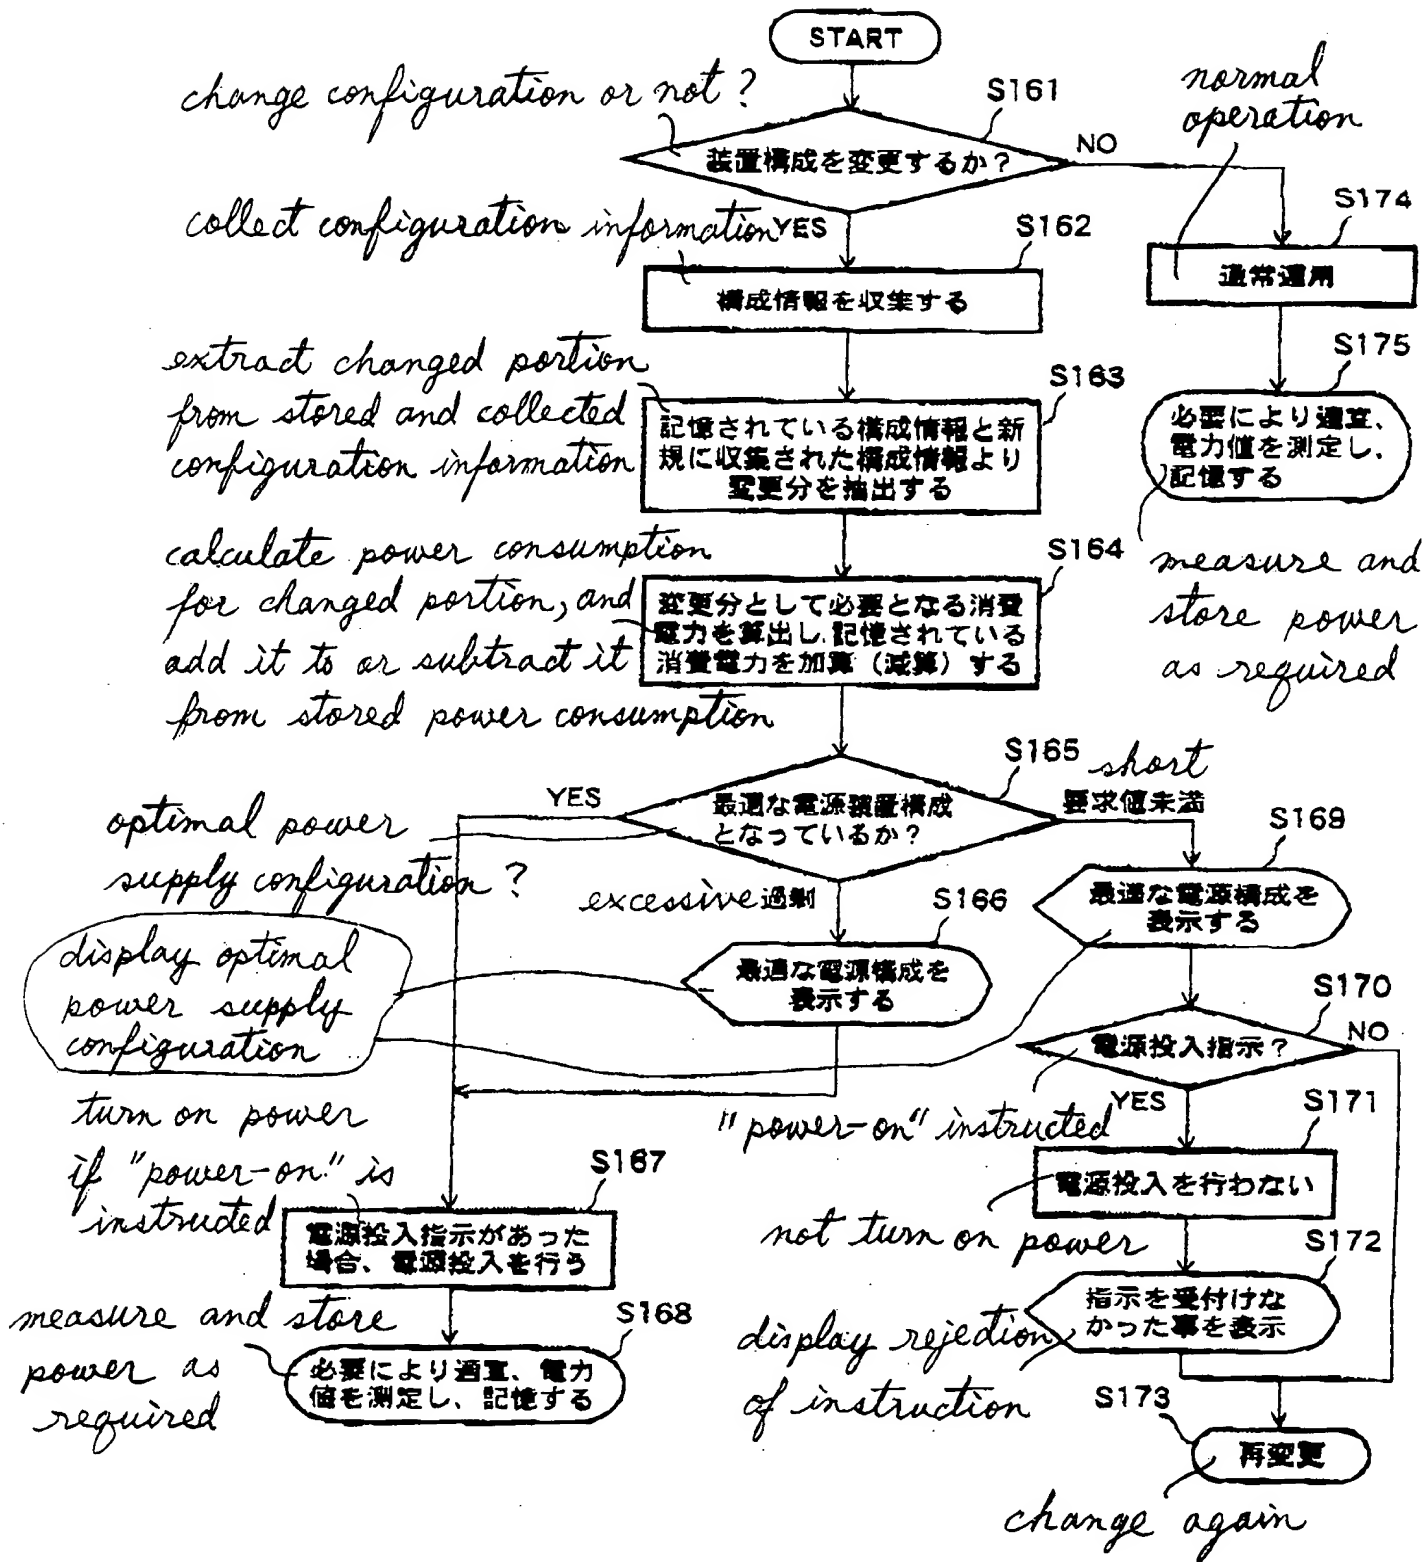 START
change configuration or not?
S161
装置構成を変更するか？
NO
normal
operation
collect configuration information
YES
S162
構成情報を収集する
S174
通常運用
extract changed portion
from stored and collected
configuration information
S163
記憶されている構成情報と新
規に収集された構成情報より
変更分を抽出する
S175
必要により適宜、
電力値を測定し、
記憶する
measure and
store power
as required
calculate power consumption
for changed portion, and
add it to or subtract it
from stored power consumption
S164
変更分として必要となる消費
電力を算出し、記憶されている
消費電力を加算（減算）する
S165
最適な電源装置構成
となっているか？
YES
short
要求値未満
optimal power
supply configuration?
excessive
過剰
S166
最適な電源構成を
表示する
S169
最適な電源構成を
表示する
display optimal
power supply
configuration
S170
電源投入指示？
NO
YES
"power-on" instructed
turn on power
if "power-on" is
instructed
S167
電源投入指示があった
場合、電源投入を行う
S171
電源投入を行わない
not turn on power
S172
指示を受付けな
かった事を表示
display rejection
of instruction
measure and store
power as
required
S168
必要により適宜、電力
値を測定し、記憶する
S173
再変更
change again